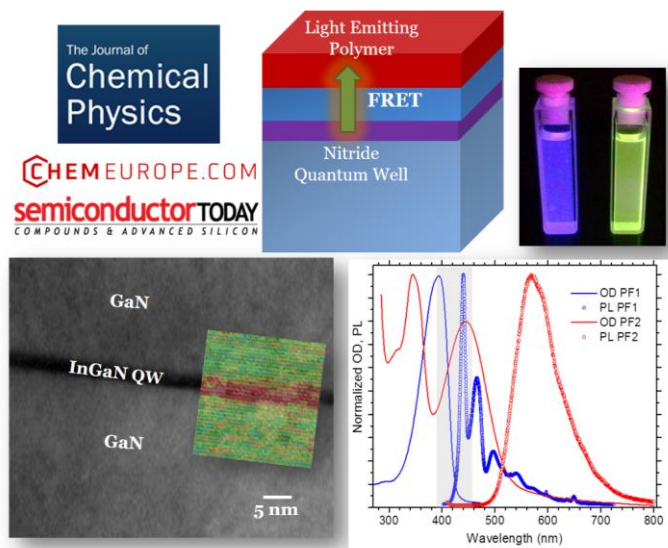 The Journal of
Chemical
Physics
CHEMEUROPE.COM
semiconductorTODAY
COMPOUNDS & ADVANCED SILICON
Light Emitting
Polymer
FRET
Nitride
Quantum Well
GaN
InGaN QW
GaN
5 nm
Normalized OD, PL
OD PF1
PL PF1
OD PF2
PL PF2
300 400 500 600 700 800
Wavelength (nm)